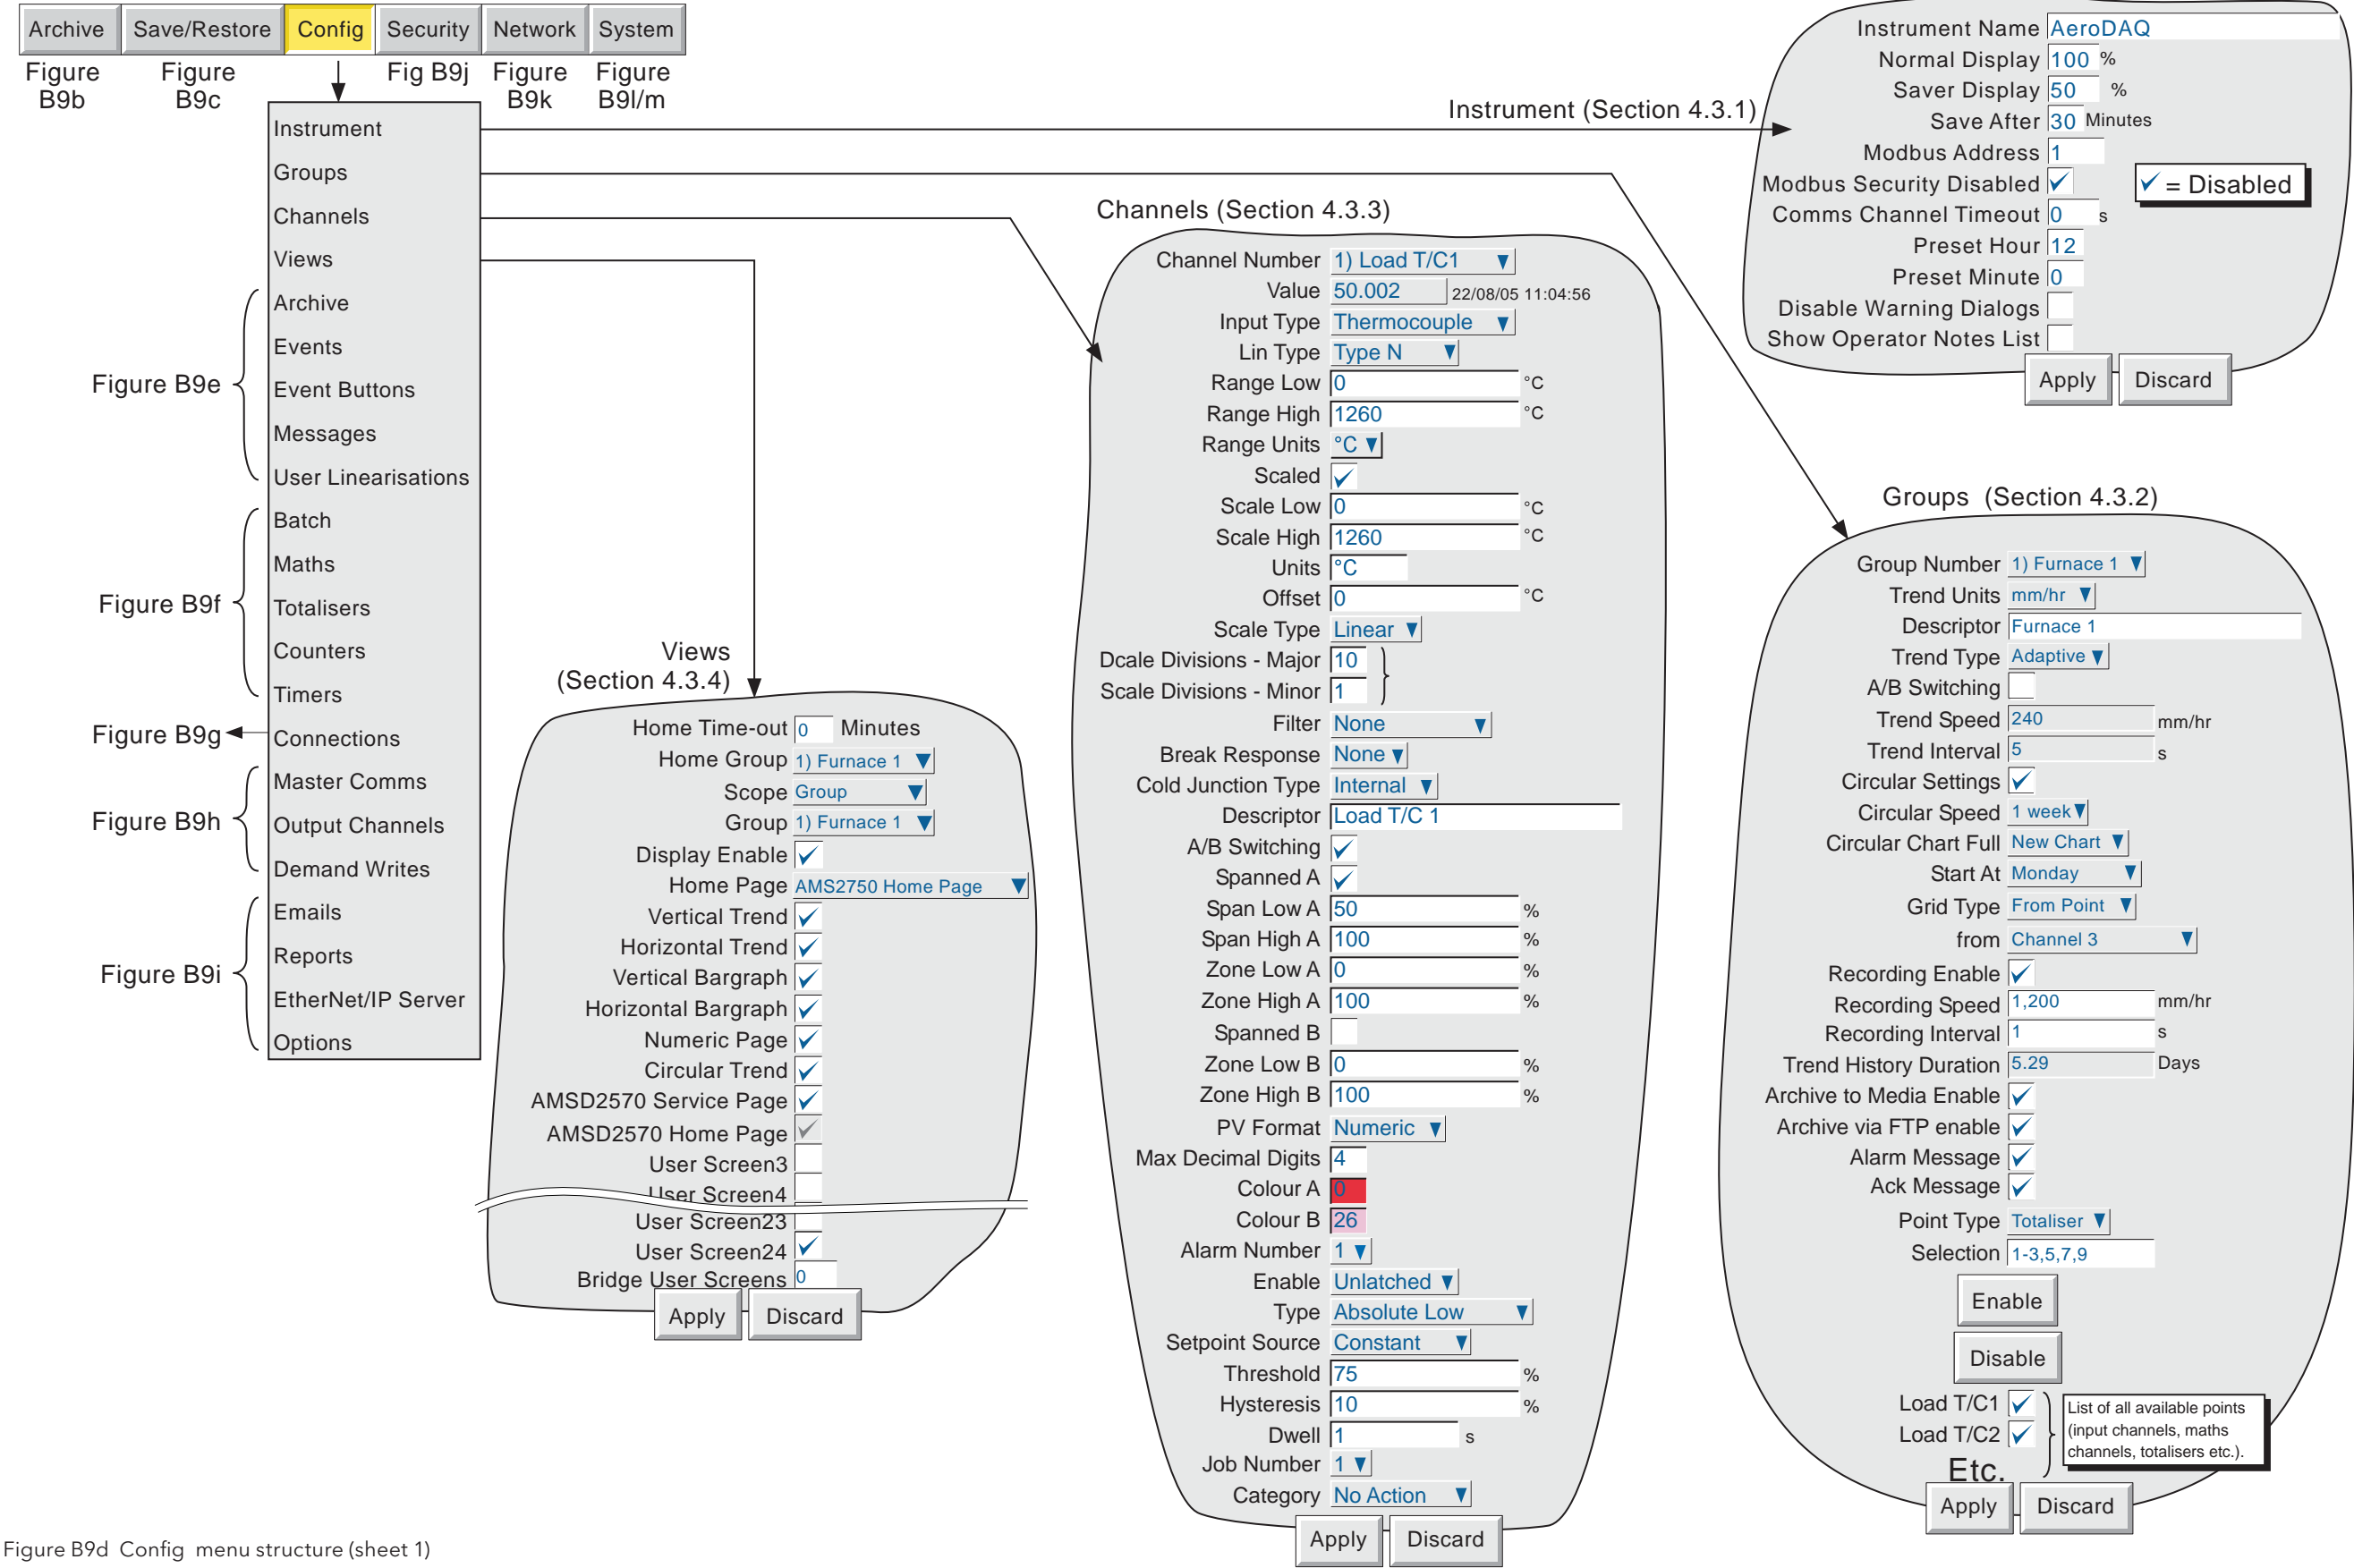 Archive Save/Restore Config Security Network System
Figure B9b
Figure B9c
Fig B9j
Figure B9k
Figure B9l/m
Instrument
Groups
Channels
Views
Archive
Events
Event Buttons
Messages
User Linearisations
Batch
Maths
Totalisers
Counters
Timers
Connections
Master Comms
Output Channels
Demand Writes
Emails
Reports
EtherNet/IP Server
Options
Figure B9e
Figure B9f
Figure B9g
Figure B9h
Figure B9i
Instrument (Section 4.3.1)
Instrument Name AeroDAQ
Normal Display 100 %
Saver Display 50 %
Save After 30 Minutes
Modbus Address 1
Modbus Security Disabled
✓ = Disabled
Comms Channel Timeout 0 s
Preset Hour 12
Preset Minute 0
Disable Warning Dialogs
Show Operator Notes List
Apply Discard
Channels (Section 4.3.3)
Channel Number 1) Load T/C1
Value 50.002 22/08/05 11:04:56
Input Type Thermocouple
Lin Type Type N
Range Low 0 °C
Range High 1260 °C
Range Units °C
Scaled
Scale Low 0 °C
Scale High 1260 °C
Units °C
Offset 0 °C
Scale Type Linear
Dcale Divisions - Major 10
Scale Divisions - Minor 1
Filter None
Break Response None
Cold Junction Type Internal
Descriptor Load T/C 1
A/B Switching
Spanned A
Span Low A 50 %
Span High A 100 %
Zone Low A 0 %
Zone High A 100 %
Spanned B
Zone Low B 0 %
Zone High B 100 %
PV Format Numeric
Max Decimal Digits 4
Colour A 0
Colour B 26
Alarm Number 1
Enable Unlatched
Type Absolute Low
Setpoint Source Constant
Threshold 75 %
Hysteresis 10 %
Dwell 1 s
Job Number 1
Category No Action
Apply Discard
Groups (Section 4.3.2)
Group Number 1) Furnace 1
Trend Units mm/hr
Descriptor Furnace 1
Trend Type Adaptive
A/B Switching
Trend Speed 240 mm/hr
Trend Interval 5 s
Circular Settings
Circular Speed 1 week
Circular Chart Full New Chart
Start At Monday
Grid Type From Point
from Channel 3
Recording Enable
Recording Speed 1,200 mm/hr
Recording Interval 1 s
Trend History Duration 5.29 Days
Archive to Media Enable
Archive via FTP enable
Alarm Message
Ack Message
Point Type Totaliser
Selection 1-3,5,7,9
Enable
Disable
Load T/C1
Load T/C2
Etc.
List of all available points
(input channels, maths
channels, totalisers etc.).
Apply Discard
Views
(Section 4.3.4)
Home Time-out 0 Minutes
Home Group 1) Furnace 1
Scope Group
Group 1) Furnace 1
Display Enable
Home Page AMS2750 Home Page
Vertical Trend
Horizontal Trend
Vertical Bargraph
Horizontal Bargraph
Numeric Page
Circular Trend
AMSD2570 Service Page
AMSD2570 Home Page
User Screen3
User Screen4
User Screen23
User Screen24
Bridge User Screens 0
Apply Discard
Figure B9d Config menu structure (sheet 1)